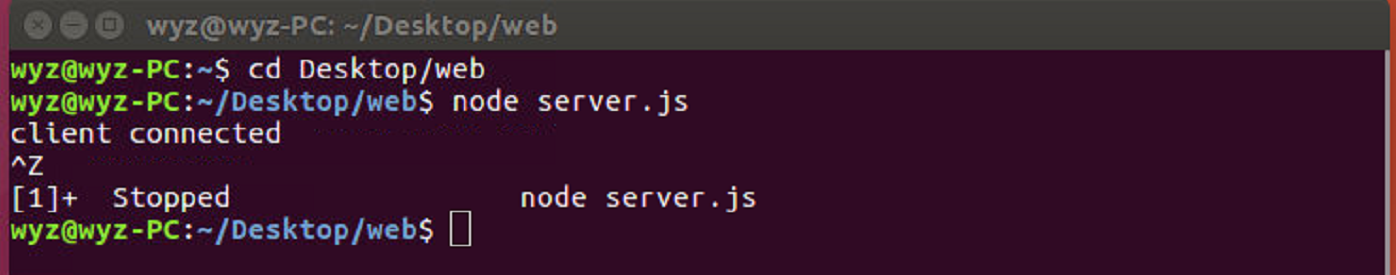 wyz@wyz-PC: ~/Desktop/web
wyz@wyz-PC:~$ cd Desktop/web
wyz@wyz-PC:~/Desktop/web$ node server.js
client connected
^Z
[1]+  Stopped                 node server.js
wyz@wyz-PC:~/Desktop/web$